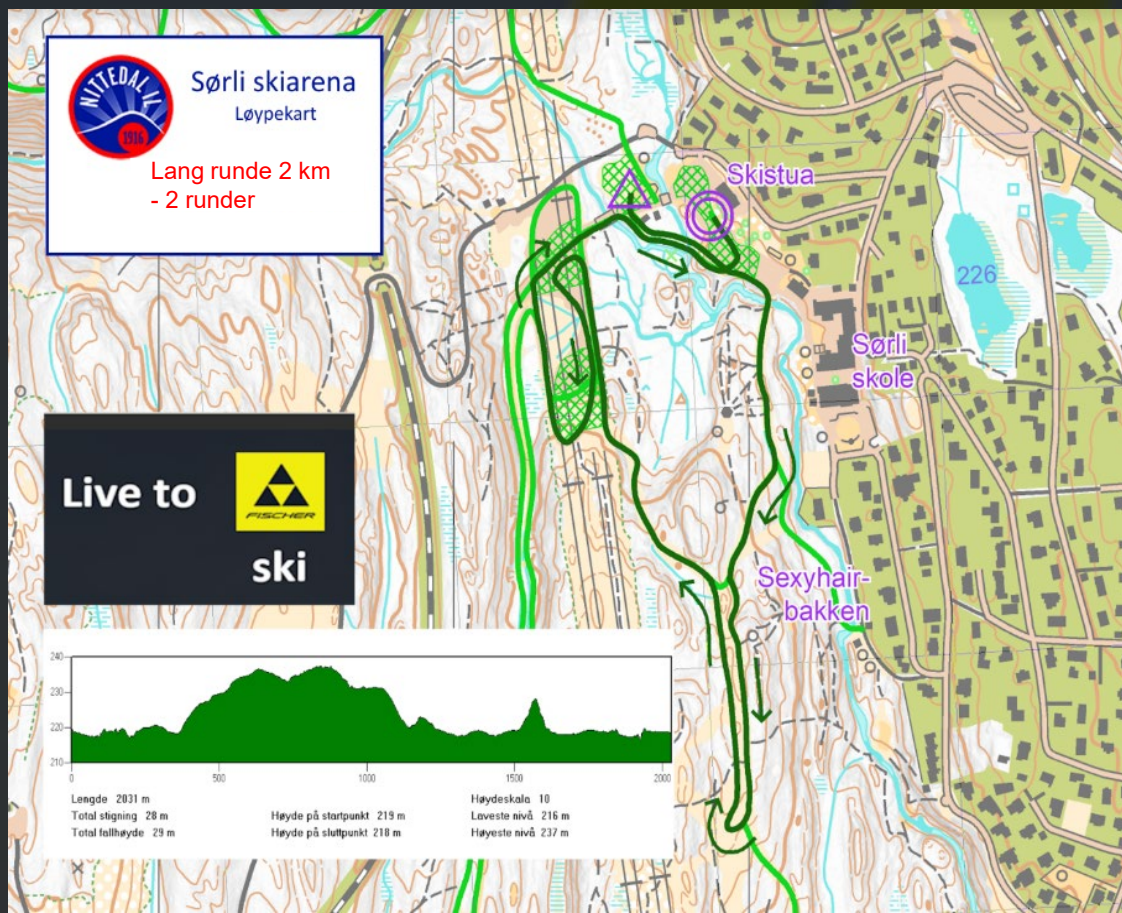 NITTEDAL IL
1916
Sørli skiarena
Løypekart
Lang runde 2 km
- 2 runder
Skistua
226
Sørli
skole
Live to
FISCHER
ski
Sexyhair-
bakken
240
230
220
210
0
500
1000
1500
2000
Lengde 2031 m
Total stigning 28 m
Total fallhøyde 29 m
Høyde på startpunkt 219 m
Høyde på sluttpunkt 218 m
Høydeskala 10
Laveste nivå 216 m
Høyeste nivå 237 m